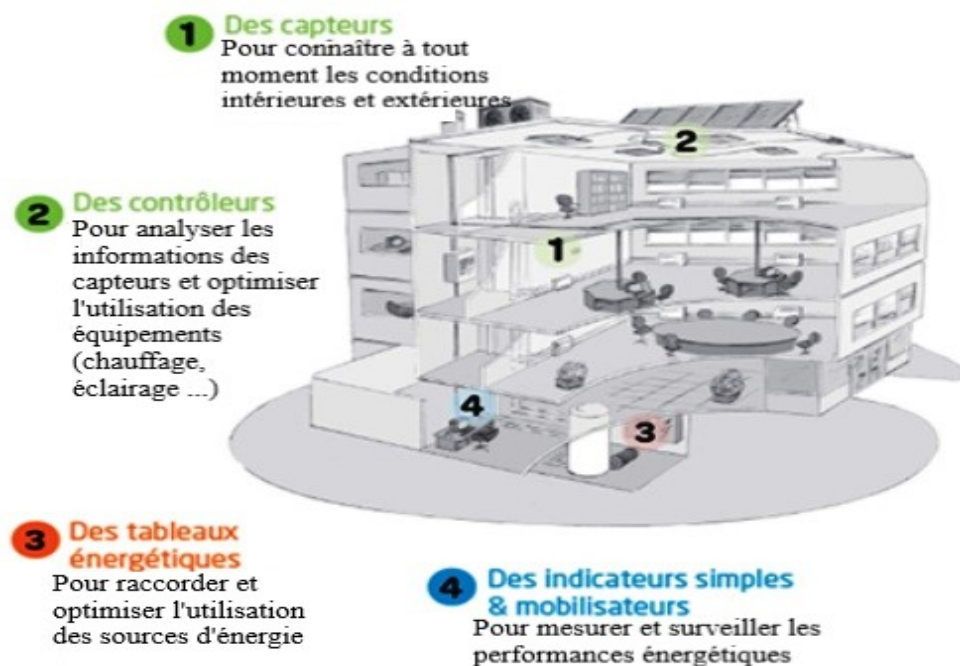 1 Des capteurs
Pour connaître à tout
moment les conditions
intérieures et extérieures
2 Des contrôleurs
Pour analyser les
informations des
capteurs et optimiser
l'utilisation des
équipements
(chauffage,
éclairage ...)
2
1
4
3
3 Des tableaux
énergétiques
Pour raccorder et
optimiser l'utilisation
des sources d'énergie
4 Des indicateurs simples
& mobilisateurs
Pour mesurer et surveiller les
performances énergétiques